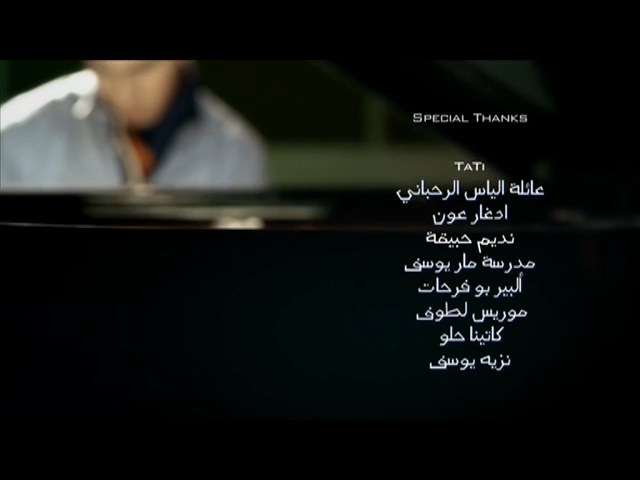 SPECIAL THANKS
TATI
عائلة الياس الرحباني
ادغار عون
نديم حبيقة
مدرسة مار يوسف
ألبير بو فرحات
موريس لطوف
كاتينا حلو
نزيه يوسف